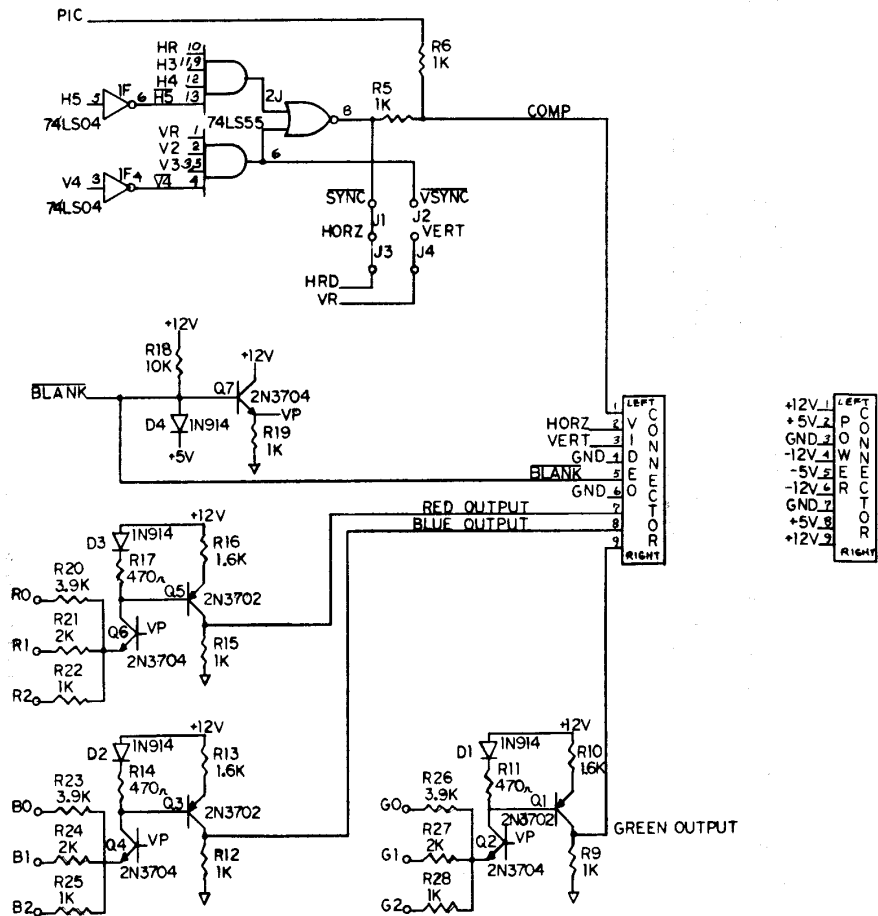 PIC
R6
1K
HR 10
H3 11,9
H4 12
H5 13
H5 5
1F
6
74LS04
2J
74LS55
8
R5
1K
COMP
VR 1
V2 2
V3 3,5
V4 4
V4 3
1F
4
74LS04
6
SYNC
VSYNC
J1
J2
HORZ
VERT
J3
J4
HRD
VR
+12V
R18
10K
+12V
Q7
2N3704
BLANK
VP
D4
1N914
R19
1K
+5V
LEFT
VIDEO
CONNECTOR
RIGHT
1
HORZ 2
VERT 3
GND 4
BLANK 5
GND 6
RED OUTPUT 7
BLUE OUTPUT 8
9
LEFT
POWER
CONNECTOR
RIGHT
+12V 1
+5V 2
GND 3
-12V 4
-5V 5
-12V 6
GND 7
+5V 8
+12V 9
+12V
D3
1N914
R17
470Ω
R16
1.6K
R20
3.9K
R0
Q5
2N3702
R21
2K
R1
Q6
VP
2N3704
R15
1K
R22
1K
R2
+12V
D2
1N914
R14
470Ω
R13
1.6K
R23
3.9K
B0
Q3
2N3702
R24
2K
B1
Q4
VP
2N3704
R12
1K
R25
1K
B2
+12V
D1
1N914
R11
470Ω
R10
1.6K
R26
3.9K
G0
Q1
2N3702
GREEN OUTPUT
R27
2K
G1
Q2
VP
2N3704
R9
1K
R28
1K
G2